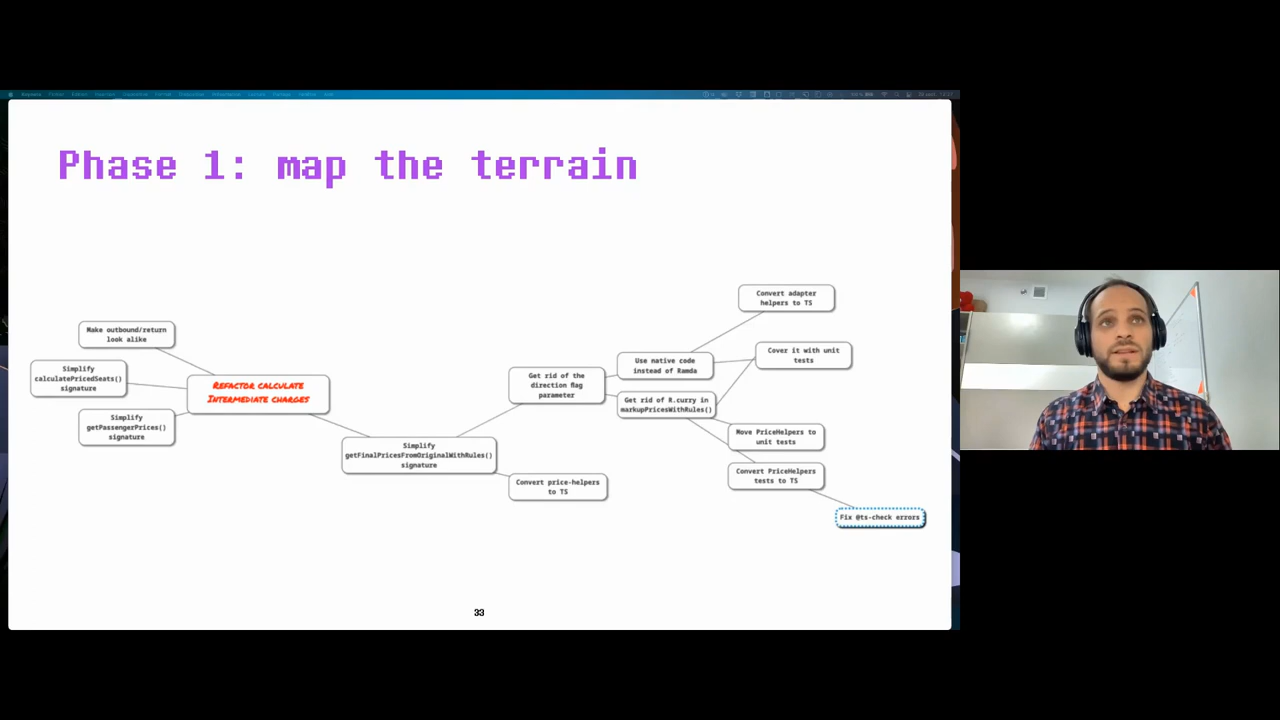 Phase 1: map the terrain
Convert adapter
helpers to TS
Make outbound/return
look alike
Cover it with unit
tests
Use native code
instead of Ramda
Simplify
calculatePricedSeats()
signature
Get rid of the
direction flag
parameter
REFACTOR CALCULATE
INTERMEDIATE CHARGES
Get rid of R.curry in
markupPricesWithRules()
Simplify
getPassengerPrices()
signature
Move PriceHelpers to
unit tests
Simplify
getFinalPricesFromOriginalWithRules()
signature
Convert PriceHelpers
tests to TS
Convert price-helpers
to TS
Fix @ts-check errors
33